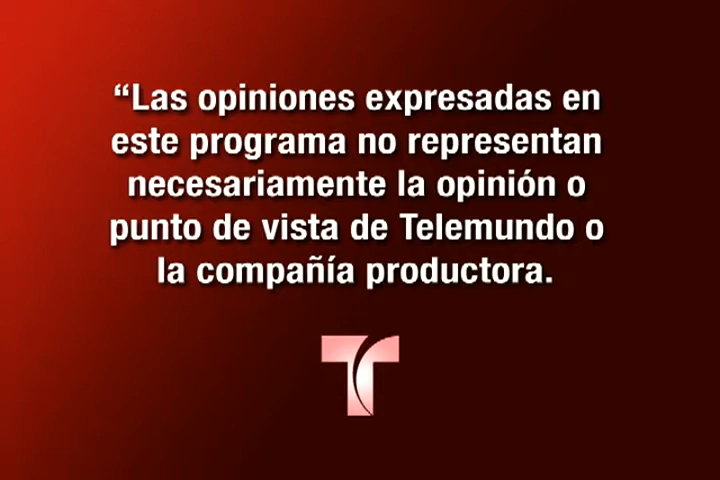 “Las opiniones expresadas en
este programa no representan
necesariamente la opinión o
punto de vista de Telemundo o
la compañía productora.